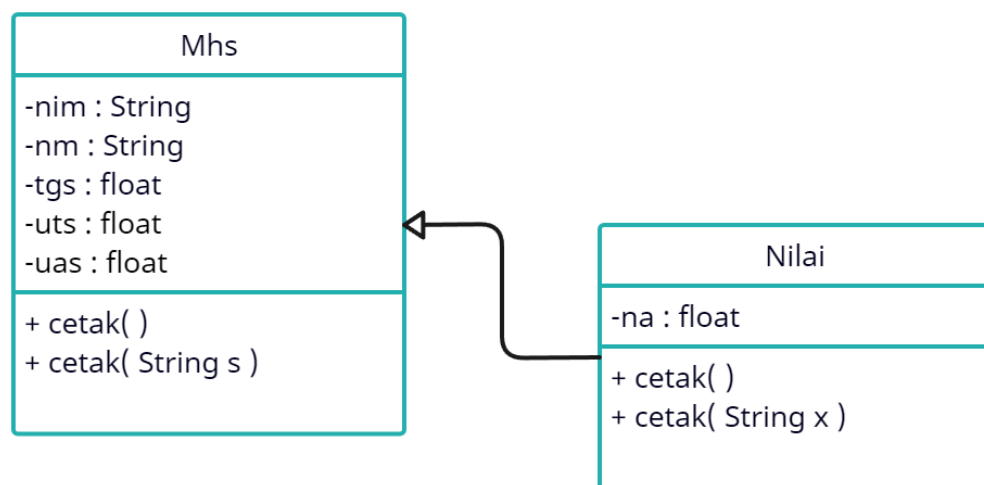 Mhs
-nim : String
-nm : String
-tgs : float
-uts : float
-uas : float
+ cetak( )
+ cetak( String s )
Nilai
-na : float
+ cetak( )
+ cetak( String x )